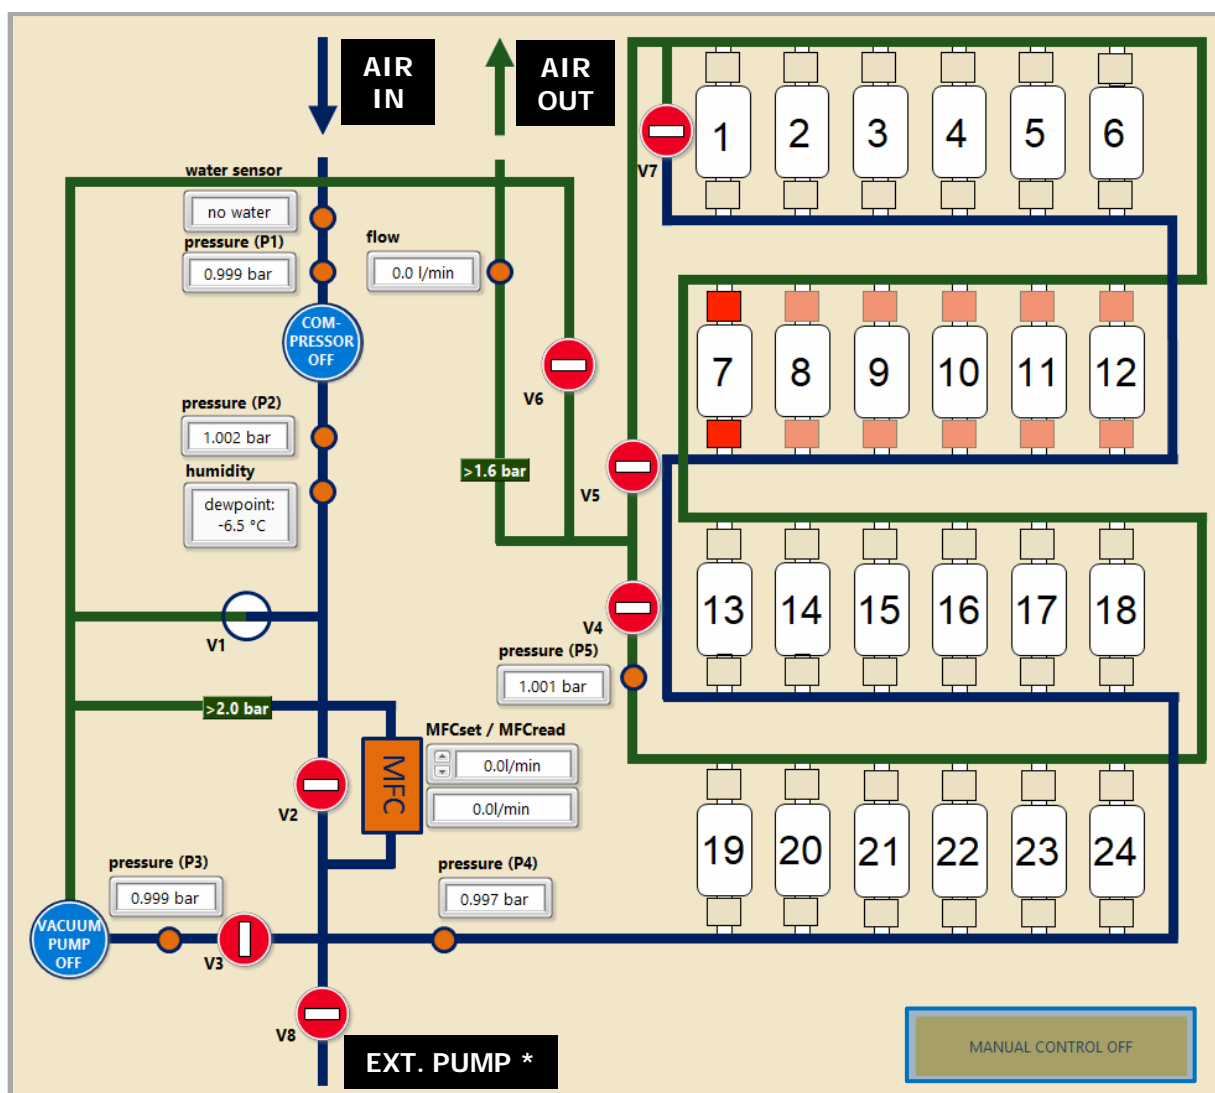 AIR
IN
AIR
OUT
water sensor
no water
pressure (P1)
0.999 bar
flow
0.0 l/min
COM-
PRESSOR
OFF
V7
1
2
3
4
5
6
V6
pressure (P2)
1.002 bar
humidity
dewpoint:
-6.5 °C
>1.6 bar
V5
7
8
9
10
11
12
V1
V4
pressure (P5)
1.001 bar
13
14
15
16
17
18
>2.0 bar
MFC
MFCset / MFCread
0.0l/min
0.0l/min
V2
19
20
21
22
23
24
pressure (P3)
0.999 bar
pressure (P4)
0.997 bar
VACUUM
PUMP
OFF
V3
V8
EXT. PUMP *
MANUAL CONTROL OFF